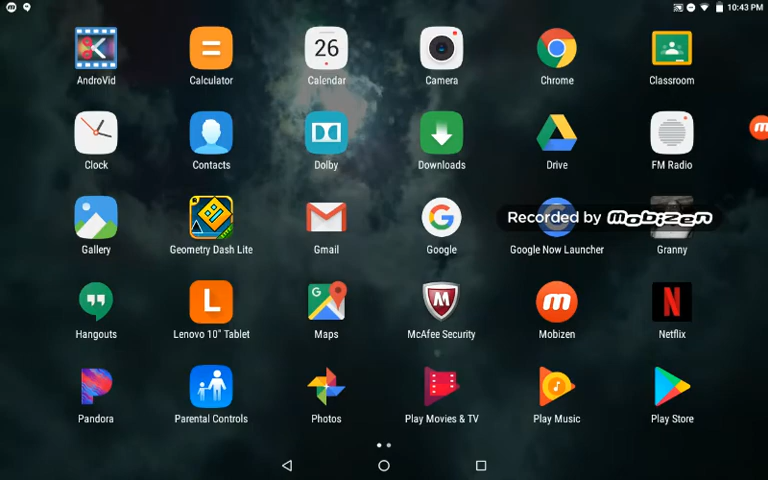 10:43 PM
AndroVid
Calculator
26
Calendar
Camera
Chrome
Classroom
Clock
Contacts
Dolby
Downloads
Drive
FM Radio
Recorded by mobizen
Gallery
Geometry Dash Lite
Gmail
Google
Google Now Launcher
Granny
Hangouts
L
Lenovo 10" Tablet
G
Maps
McAfee Security
m
Mobizen
N
Netflix
Pandora
Parental Controls
Photos
Play Movies & TV
Play Music
Play Store